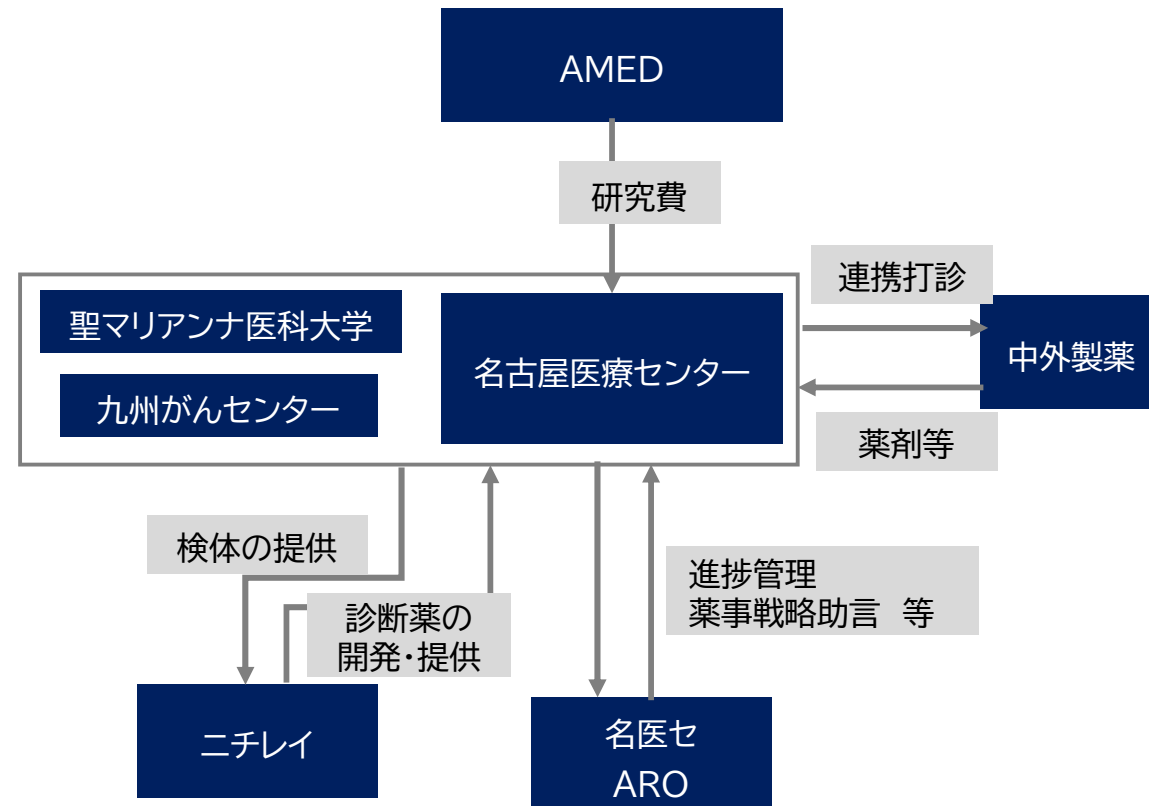 AMED
研究費
連携打診
聖マリアンナ医科大学
名古屋医療センター
中外製薬
九州がんセンター
薬剤等
検体の提供
進捗管理
薬事戦略助言 等
診断薬の
開発・提供
ニチレイ
名医セ
ARO